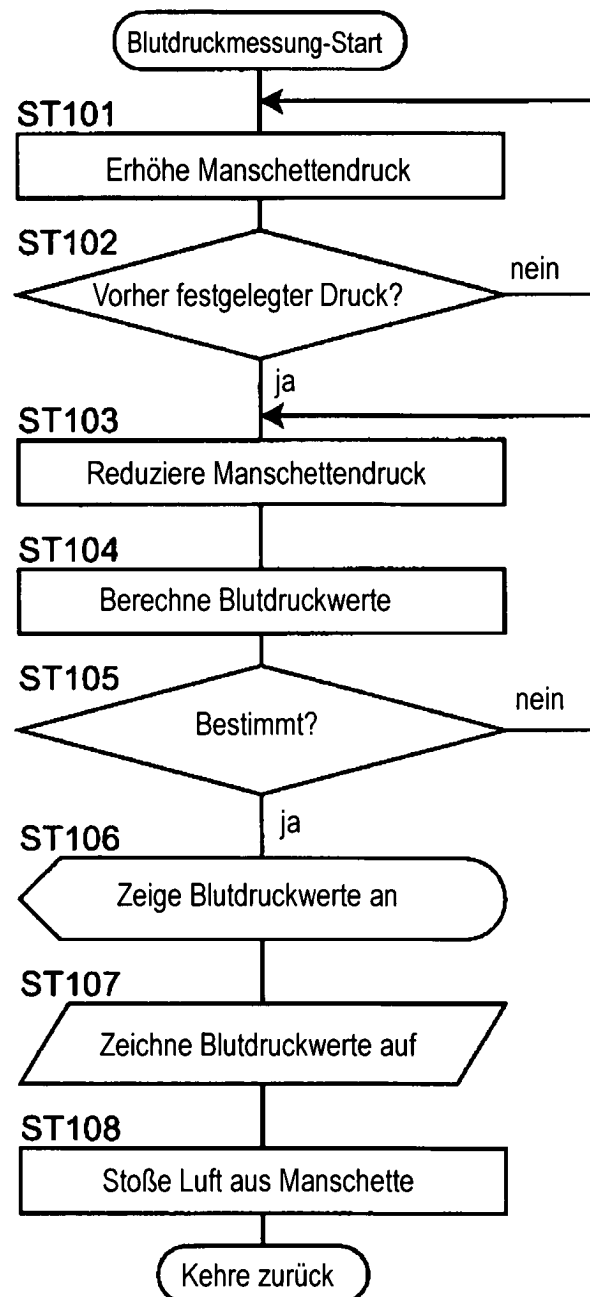 Blutdruckmessung-Start
ST101
Erhöhe Manschettendruck
ST102
Vorher festgelegter Druck?
nein
ja
ST103
Reduziere Manschettendruck
ST104
Berechne Blutdruckwerte
ST105
Bestimmt?
nein
ja
ST106
Zeige Blutdruckwerte an
ST107
Zeichne Blutdruckwerte auf
ST108
Stoße Luft aus Manschette
Kehre zurück